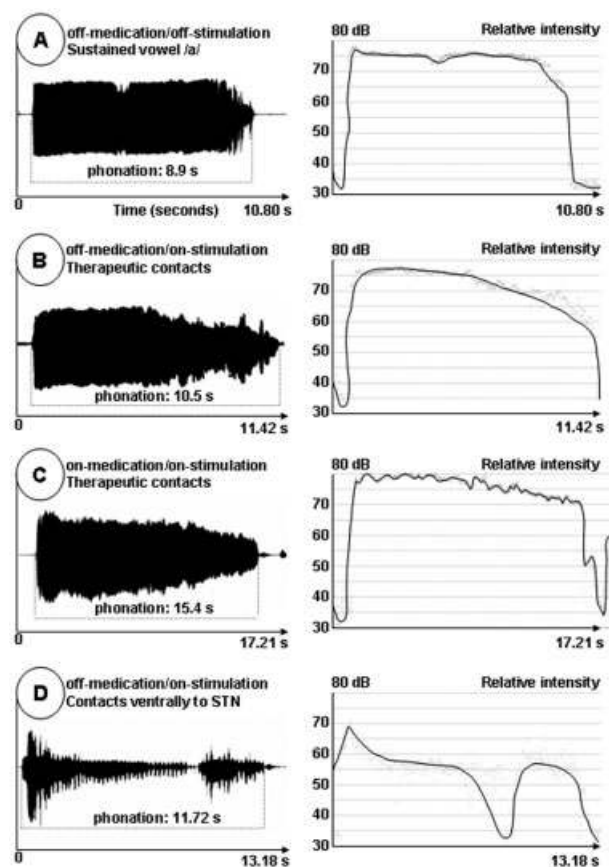 A off-medication/off-stimulation
Sustained vowel /a/
phonation: 8.9 s
0 Time (seconds) 10.80 s
80 dB Relative intensity
70
60
50
40
30
10.80 s
B off-medication/on-stimulation
Therapeutic contacts
phonation: 10.5 s
0 11.42 s
80 dB Relative intensity
70
60
50
40
30
11.42 s
C on-medication/on-stimulation
Therapeutic contacts
phonation: 15.4 s
0 17.21 s
80 dB Relative intensity
70
60
50
40
30
17.21 s
D off-medication/on-stimulation
Contacts ventrally to STN
phonation: 11.72 s
0 13.18 s
80 dB Relative intensity
70
60
50
40
30
13.18 s